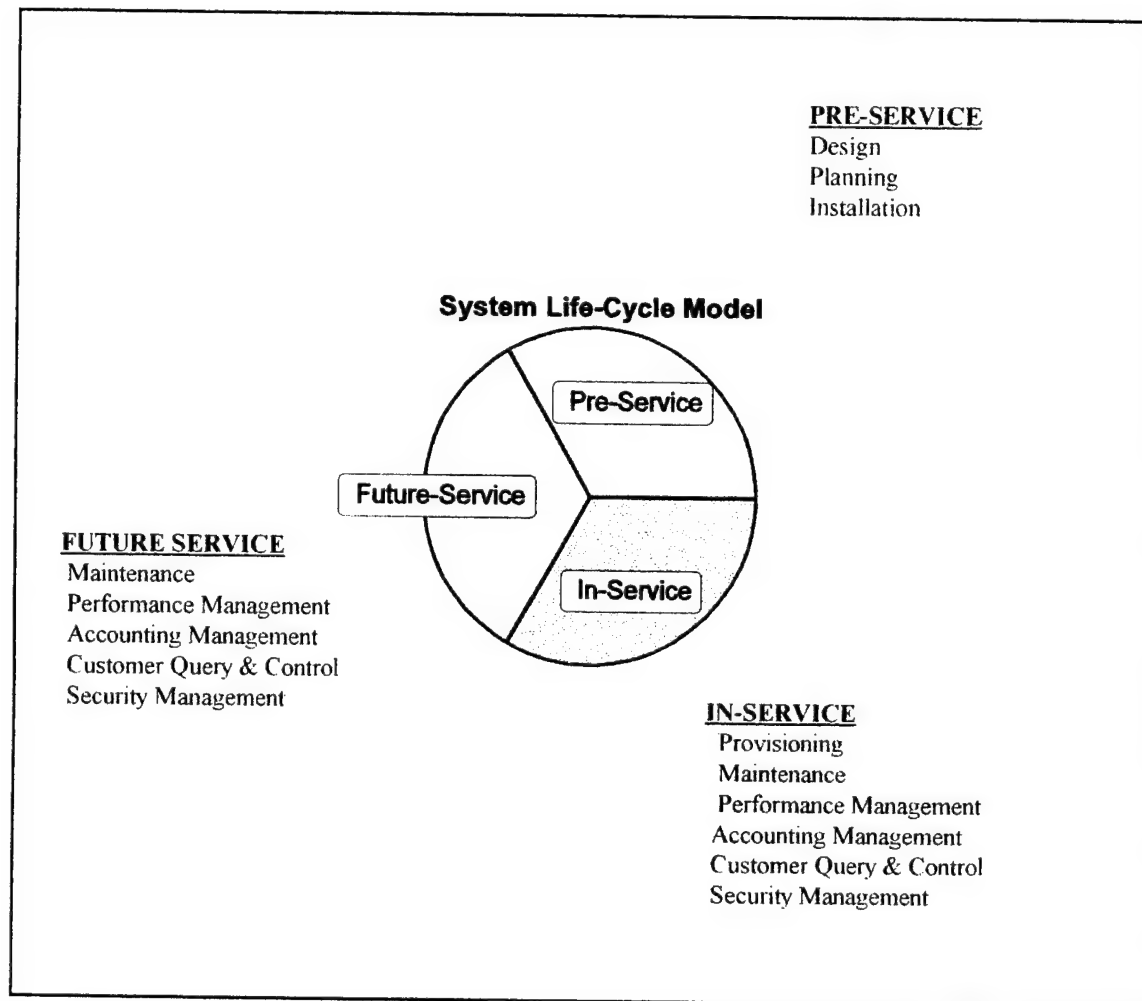 PRE-SERVICE
Design
Planning
Installation
System Life-Cycle Model
Pre-Service
Future-Service
In-Service
FUTURE SERVICE
Maintenance
Performance Management
Accounting Management
Customer Query & Control
Security Management
IN-SERVICE
Provisioning
Maintenance
Performance Management
Accounting Management
Customer Query & Control
Security Management